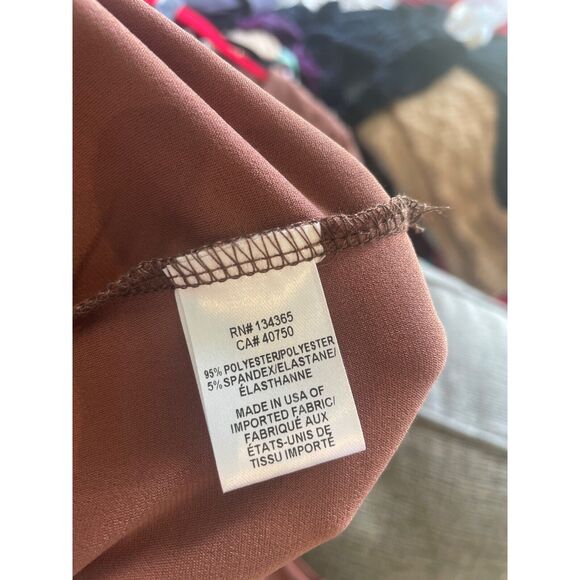 RN# 134365
CA# 40750
95% POLYESTER/POLYESTER
5% SPANDEX/ELASTANE/
ÉLASTHANNE
MADE IN USA OF
IMPORTED FABRIC/
FABRIQUÉ AUX
ÉTATS-UNIS DE
TISSU IMPORTÉ